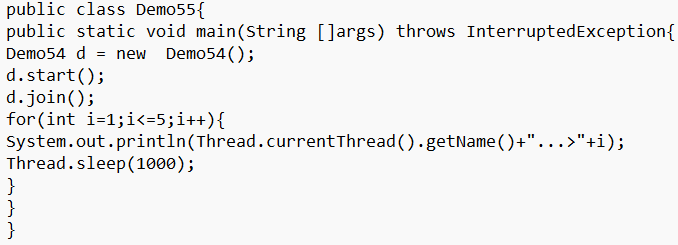 public class Demo55{
public static void main(String []args) throws InterruptedException{
Demo54 d = new  Demo54();
d.start();
d.join();
for(int i=1;i<=5;i++){
System.out.println(Thread.currentThread().getName()+"...>"+i);
Thread.sleep(1000);
}
}
}